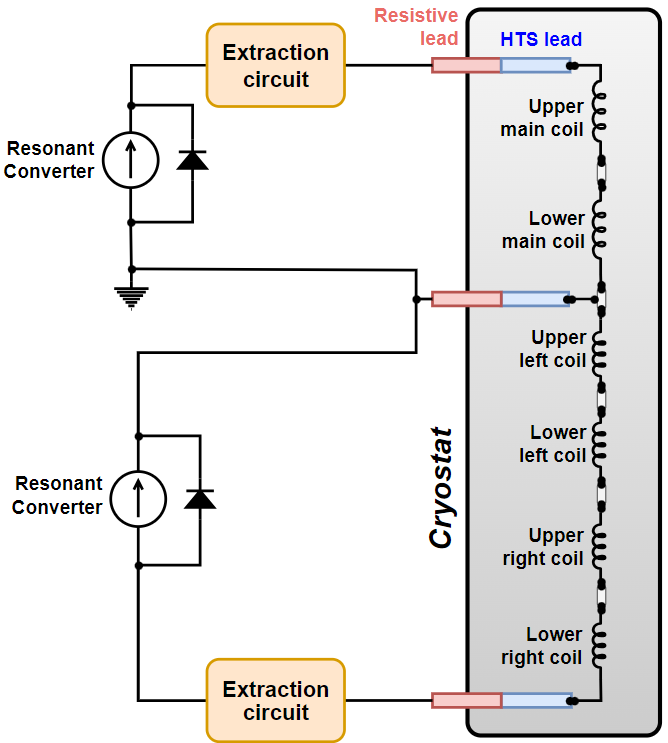 Resistive
lead
HTS lead
Extraction
circuit
Upper
main coil
Resonant
Converter
Lower
main coil
Upper
left coil
Lower
left coil
Cryostat
Resonant
Converter
Upper
right coil
Lower
right coil
Extraction
circuit